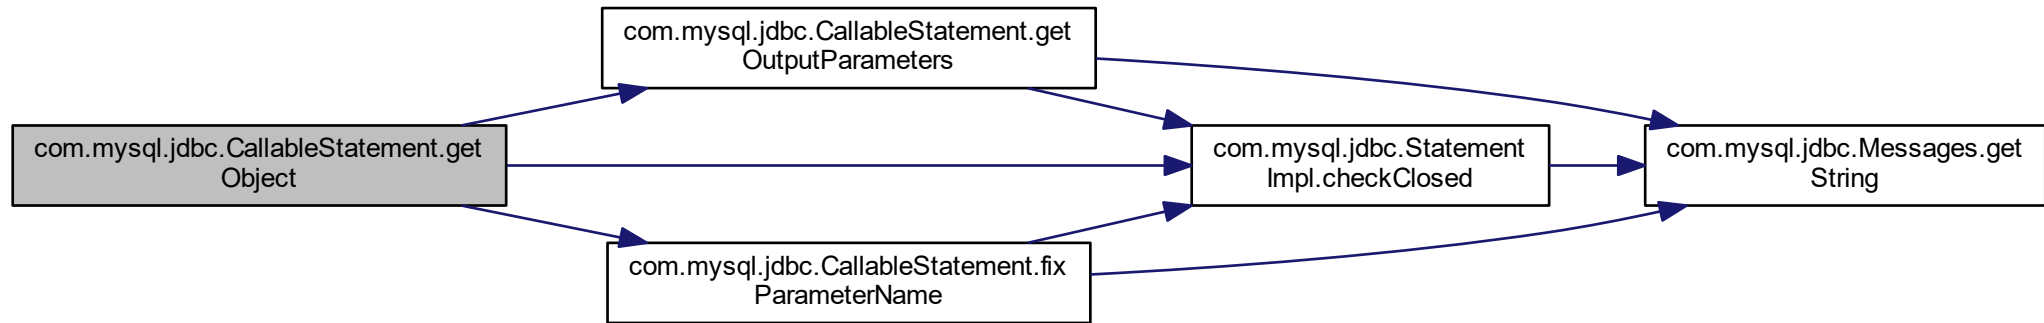 com.mysql.jdbc.CallableStatement.get
OutputParameters
com.mysql.jdbc.CallableStatement.get
Object
com.mysql.jdbc.Statement
Impl.checkClosed
com.mysql.jdbc.Messages.get
String
com.mysql.jdbc.CallableStatement.fix
ParameterName